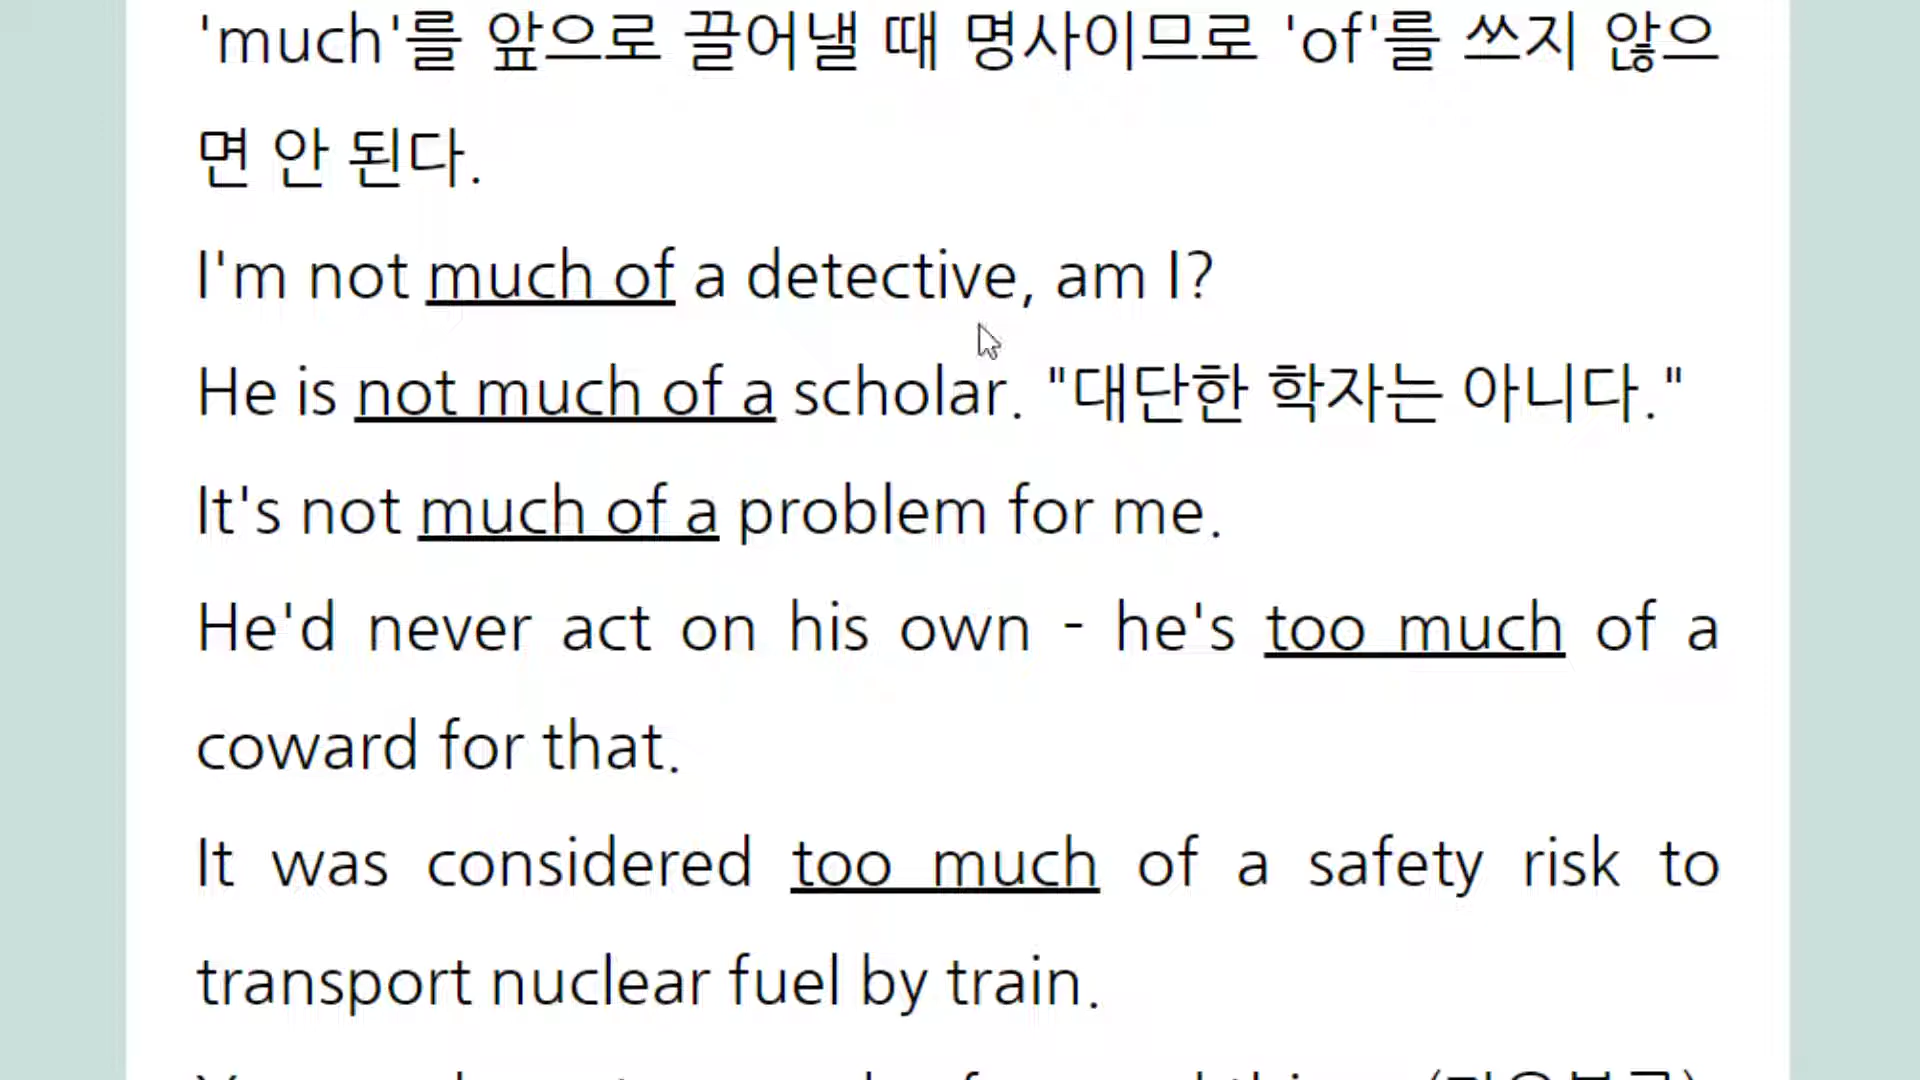 'much'를 앞으로 끌어낼 때 명사이므로 'of'를 쓰지 않으
면 안 된다.
I'm not much of a detective, am I?
He is not much of a scholar. "대단한 학자는 아니다."
It's not much of a problem for me.
He'd never act on his own - he's too much of a
coward for that.
It was considered too much of a safety risk to
transport nuclear fuel by train.